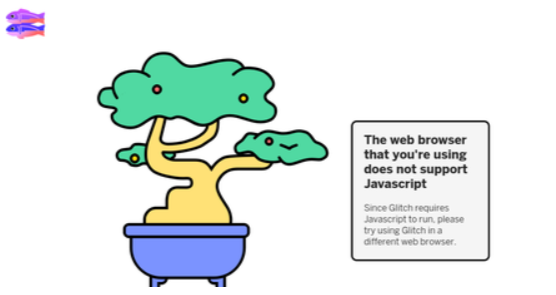 The web browser
that you're using
does not support
Javascript
Since Glitch requires
Javascript to run, please
try using Glitch in a
different web browser.